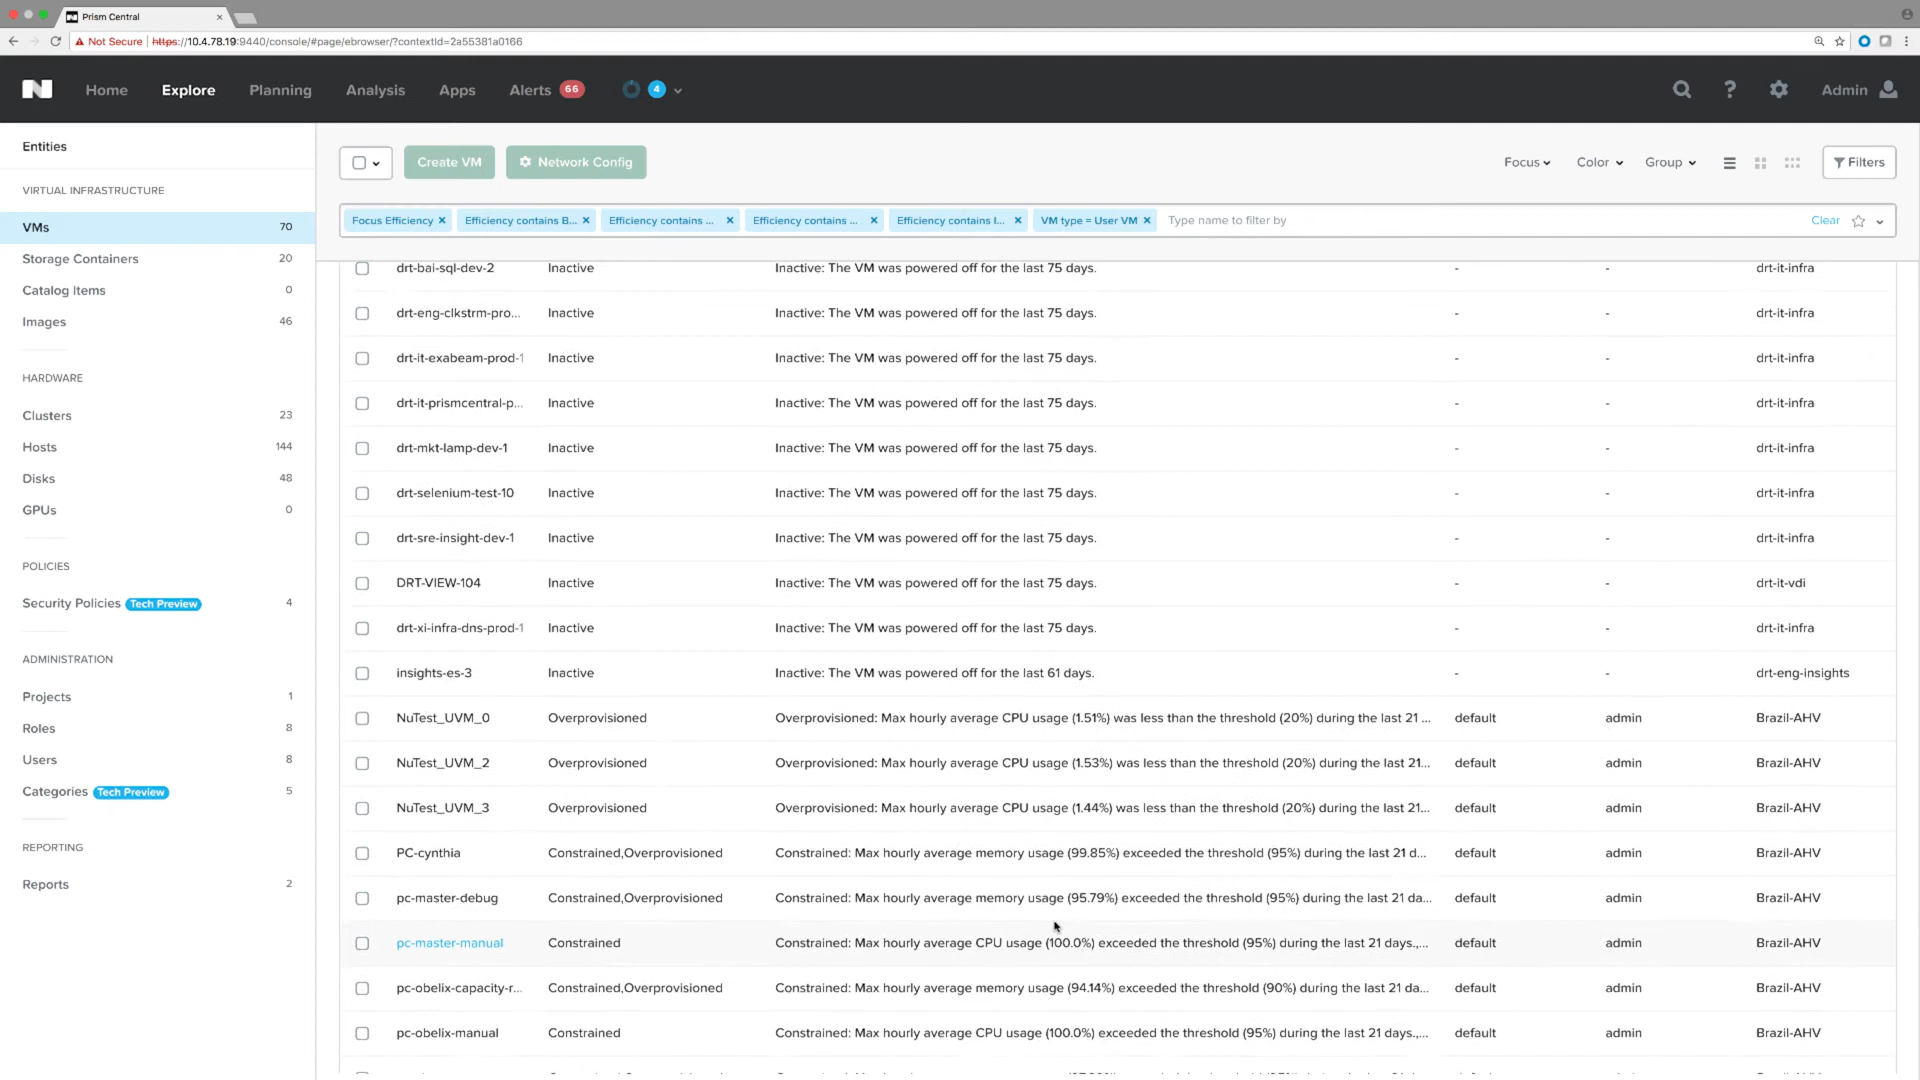 Prism Central
Not Secure https://10.4.78.19:9440/console/#page/ebrowser/?contextId=2a55381a0166
Home Explore Planning Analysis Apps Alerts 66 4 ? Admin
Entities
VIRTUAL INFRASTRUCTURE
VMs 70
Storage Containers 20
Catalog Items 0
Images 46
HARDWARE
Clusters 23
Hosts 144
Disks 48
GPUs 0
POLICIES
Security Policies Tech Preview 4
ADMINISTRATION
Projects 1
Roles 8
Users 8
Categories Tech Preview 5
REPORTING
Reports 2
Create VM Network Config Focus Color Group Filters
Focus Efficiency Efficiency contains B... Efficiency contains ... Efficiency contains ... Efficiency contains I... VM type = User VM Type name to filter by Clear
drt-bai-sql-dev-2 Inactive Inactive: The VM was powered off for the last 75 days. - - drt-it-infra
drt-eng-clkstrm-pro... Inactive Inactive: The VM was powered off for the last 75 days. - - drt-it-infra
drt-it-exabeam-prod-1 Inactive Inactive: The VM was powered off for the last 75 days. - - drt-it-infra
drt-it-prismcentral-p... Inactive Inactive: The VM was powered off for the last 75 days. - - drt-it-infra
drt-mkt-lamp-dev-1 Inactive Inactive: The VM was powered off for the last 75 days. - - drt-it-infra
drt-selenium-test-10 Inactive Inactive: The VM was powered off for the last 75 days. - - drt-it-infra
drt-sre-insight-dev-1 Inactive Inactive: The VM was powered off for the last 75 days. - - drt-it-infra
DRT-VIEW-104 Inactive Inactive: The VM was powered off for the last 75 days. - - drt-it-vdi
drt-xi-infra-dns-prod-1 Inactive Inactive: The VM was powered off for the last 75 days. - - drt-it-infra
insights-es-3 Inactive Inactive: The VM was powered off for the last 61 days. - - drt-eng-insights
NuTest_UVM_0 Overprovisioned Overprovisioned: Max hourly average CPU usage (1.51%) was less than the threshold (20%) during the last 21 ... default admin Brazil-AHV
NuTest_UVM_2 Overprovisioned Overprovisioned: Max hourly average CPU usage (1.53%) was less than the threshold (20%) during the last 21... default admin Brazil-AHV
NuTest_UVM_3 Overprovisioned Overprovisioned: Max hourly average CPU usage (1.44%) was less than the threshold (20%) during the last 21... default admin Brazil-AHV
PC-cynthia Constrained,Overprovisioned Constrained: Max hourly average memory usage (99.85%) exceeded the threshold (95%) during the last 21 d... default admin Brazil-AHV
pc-master-debug Constrained,Overprovisioned Constrained: Max hourly average memory usage (95.79%) exceeded the threshold (95%) during the last 21 da... default admin Brazil-AHV
pc-master-manual Constrained Constrained: Max hourly average CPU usage (100.0%) exceeded the threshold (95%) during the last 21 days.,... default admin Brazil-AHV
pc-obelix-capacity-r... Constrained,Overprovisioned Constrained: Max hourly average memory usage (94.14%) exceeded the threshold (90%) during the last 21 da... default admin Brazil-AHV
pc-obelix-manual Constrained Constrained: Max hourly average CPU usage (100.0%) exceeded the threshold (95%) during the last 21 days.,... default admin Brazil-AHV